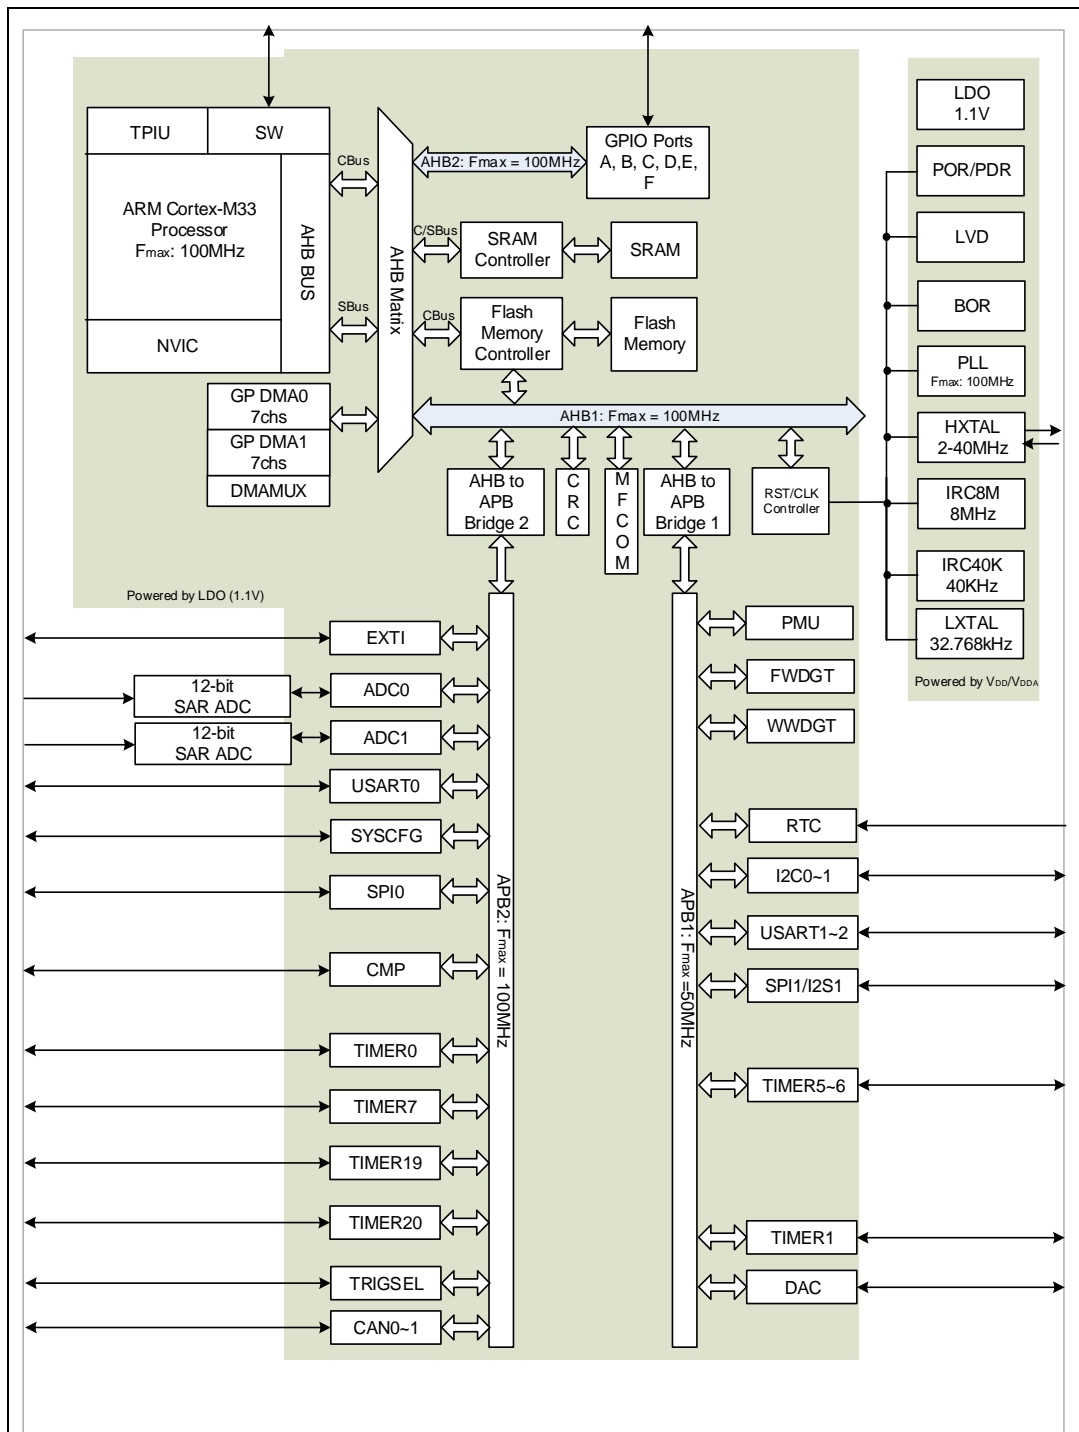 TPIU
SW
ARM Cortex-M33
Processor
Fmax: 100MHz
AHB BUS
NVIC
GP DMA0
7chs
GP DMA1
7chs
DMAMUX
CBus
SBus
AHB Matrix
AHB2: Fmax = 100MHz
GPIO Ports
A, B, C, D,E,
F
C/SBus
SRAM
Controller
SRAM
CBus
Flash
Memory
Controller
Flash
Memory
AHB1: Fmax = 100MHz
AHB to
APB
Bridge 2
C
R
C
M
F
C
O
M
AHB to
APB
Bridge 1
RST/CLK
Controller
Powered by LDO (1.1V)
LDO
1.1V
POR/PDR
LVD
BOR
PLL
Fmax: 100MHz
HXTAL
2-40MHz
IRC8M
8MHz
IRC40K
40KHz
LXTAL
32.768kHz
Powered by VDD/VDDA
EXTI
12-bit
SAR ADC
ADC0
12-bit
SAR ADC
ADC1
USART0
SYSCFG
SPI0
CMP
TIMER0
TIMER7
TIMER19
TIMER20
TRIGSEL
CAN0~1
APB2: Fmax = 100MHz
APB1: Fmax =50MHz
PMU
FWDGT
WWDGT
RTC
I2C0~1
USART1~2
SPI1/I2S1
TIMER5~6
TIMER1
DAC